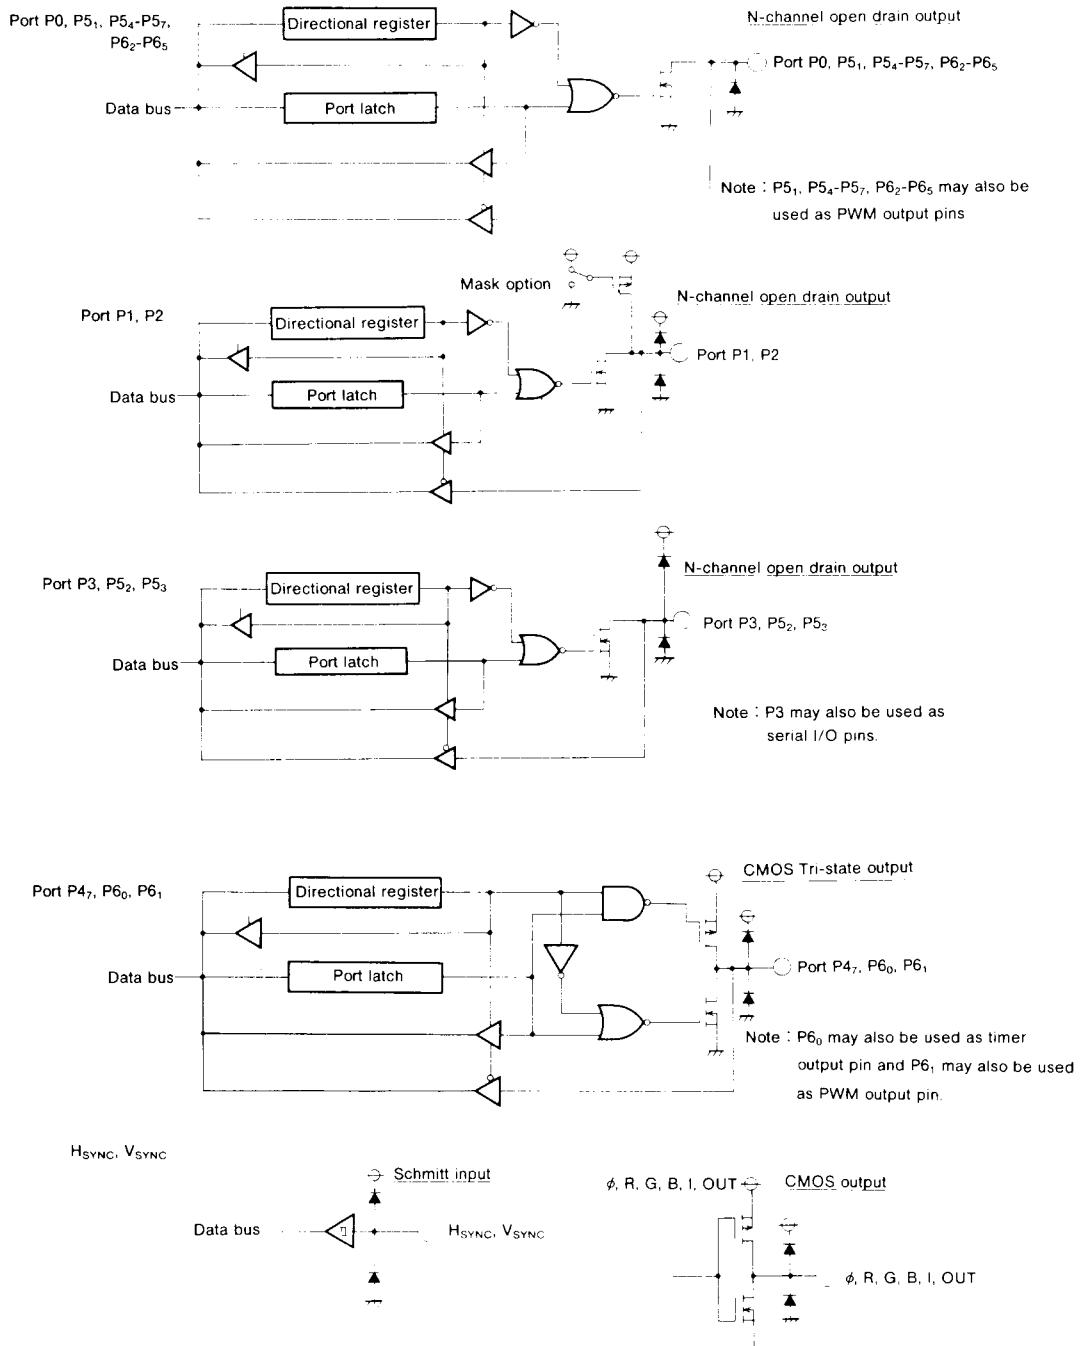 Port P0, P5₁, P5₄-P5₇,
P6₂-P6₅
Directional register
N-channel open drain output
Port P0, P5₁, P5₄-P5₇, P6₂-P6₅
Data bus
Port latch
Note : P5₁, P5₄-P5₇, P6₂-P6₅ may also be
used as PWM output pins
Mask option
N-channel open drain output
Port P1, P2
Directional register
Port P1, P2
Data bus
Port latch
Port P3, P5₂, P5₃
Directional register
N-channel open drain output
Port P3, P5₂, P5₃
Data bus
Port latch
Note : P3 may also be used as
serial I/O pins.
CMOS Tri-state output
Port P4₇, P6₀, P6₁
Directional register
Data bus
Port latch
Port P4₇, P6₀, P6₁
Note : P6₀ may also be used as timer
output pin and P6₁ may also be used
as PWM output pin.
HSYNC, VSYNC
Schmitt input
Data bus
HSYNC, VSYNC
ϕ, R, G, B, I, OUT
CMOS output
ϕ, R, G, B, I, OUT